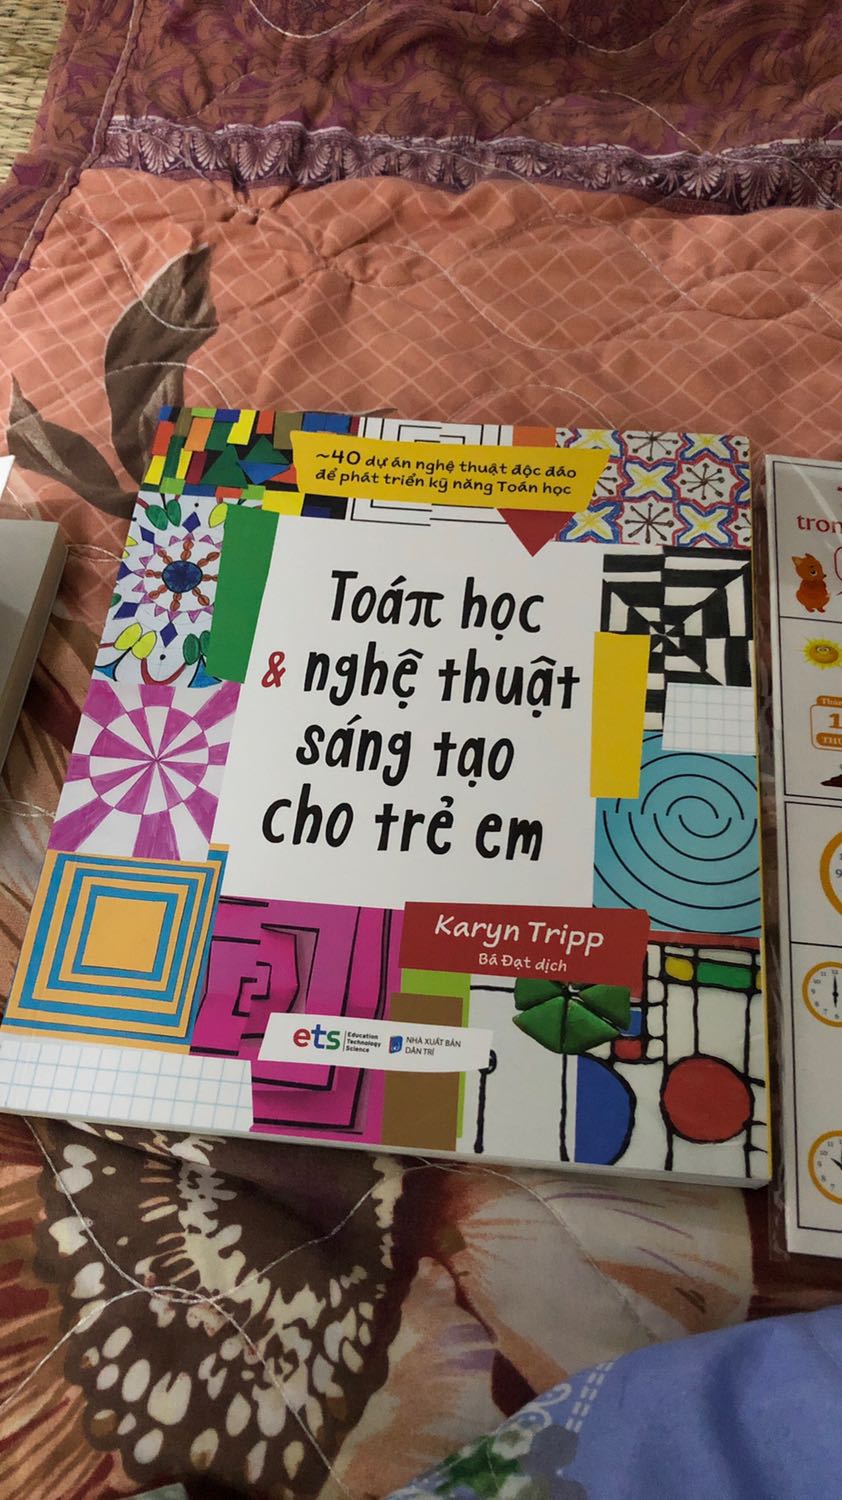 ~40 dự án nghệ thuật độc đáo
để phát triển kỹ năng Toán học
Toáπ học
& nghệ thuật
sáng tạo
cho trẻ em
Karyn Tripp
Bá Đạt dịch
ets
Education
Technology
Science
NHÀ XUẤT BẢN
DÂN TRÍ